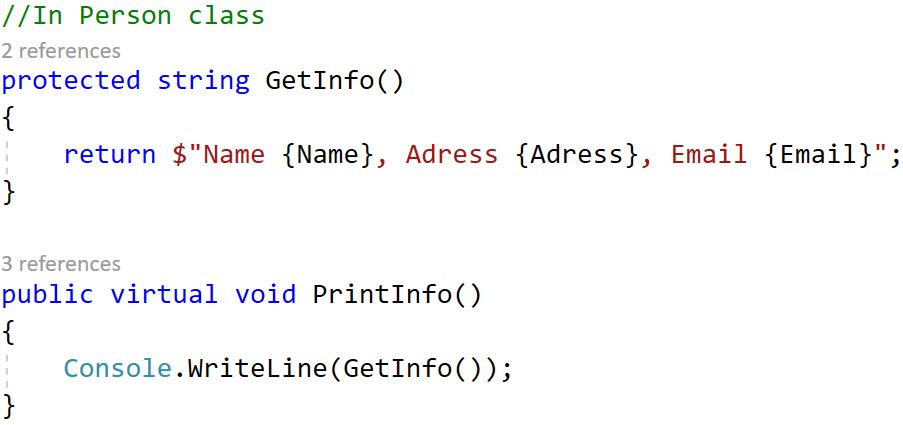 //In Person class
2 references
protected string GetInfo()
{
return $"Name {Name}, Adress {Adress}, Email {Email}";
}
3 references
public virtual void PrintInfo()
{
Console.WriteLine(GetInfo());
}